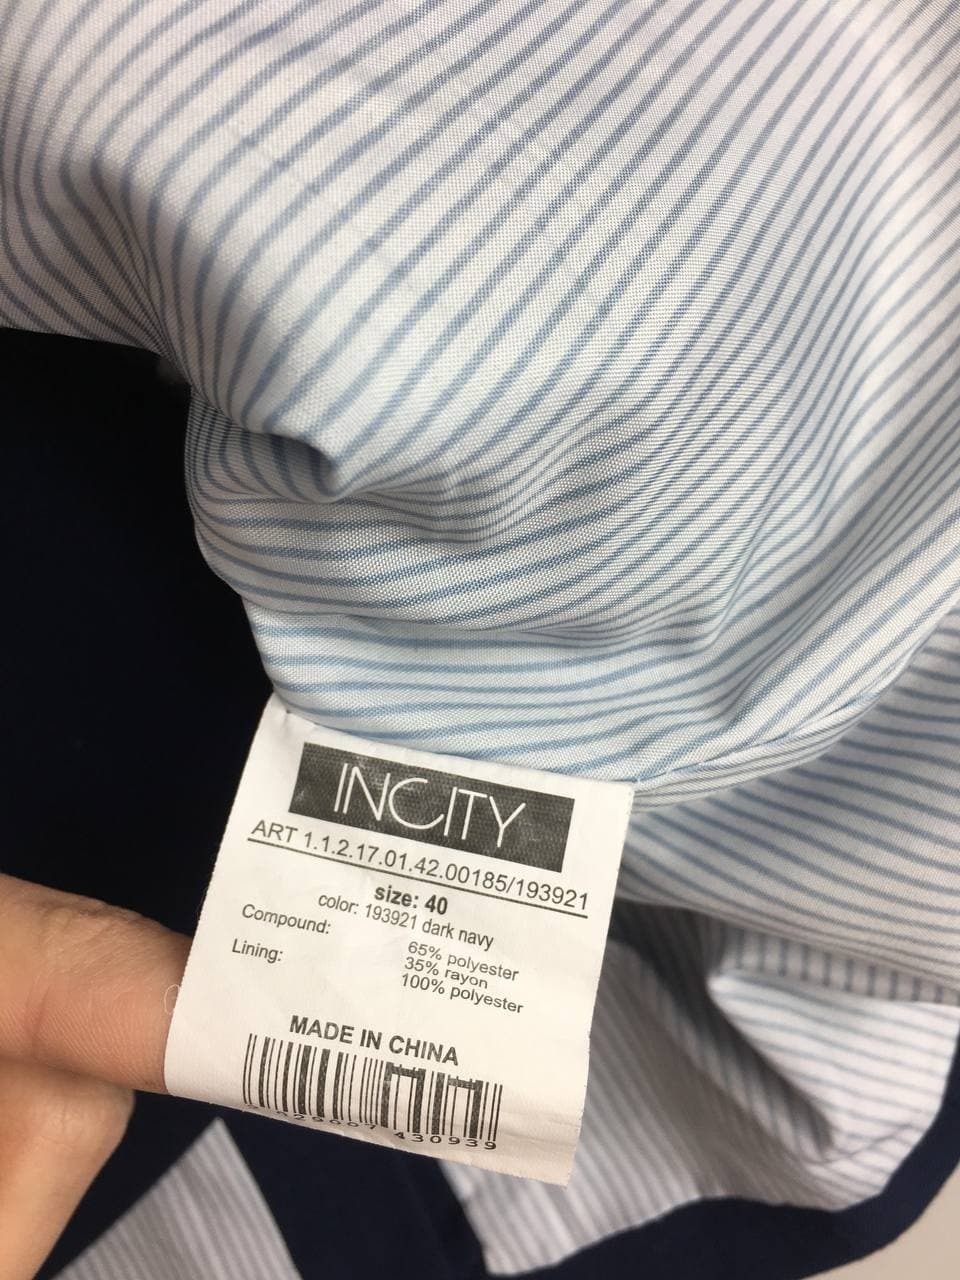 INCITY
ART 1.1.2.17.01.42.00185/193921
size: 40
color: 193921 dark navy
Compound: 65% polyester
35% rayon
Lining: 100% polyester
MADE IN CHINA
430939